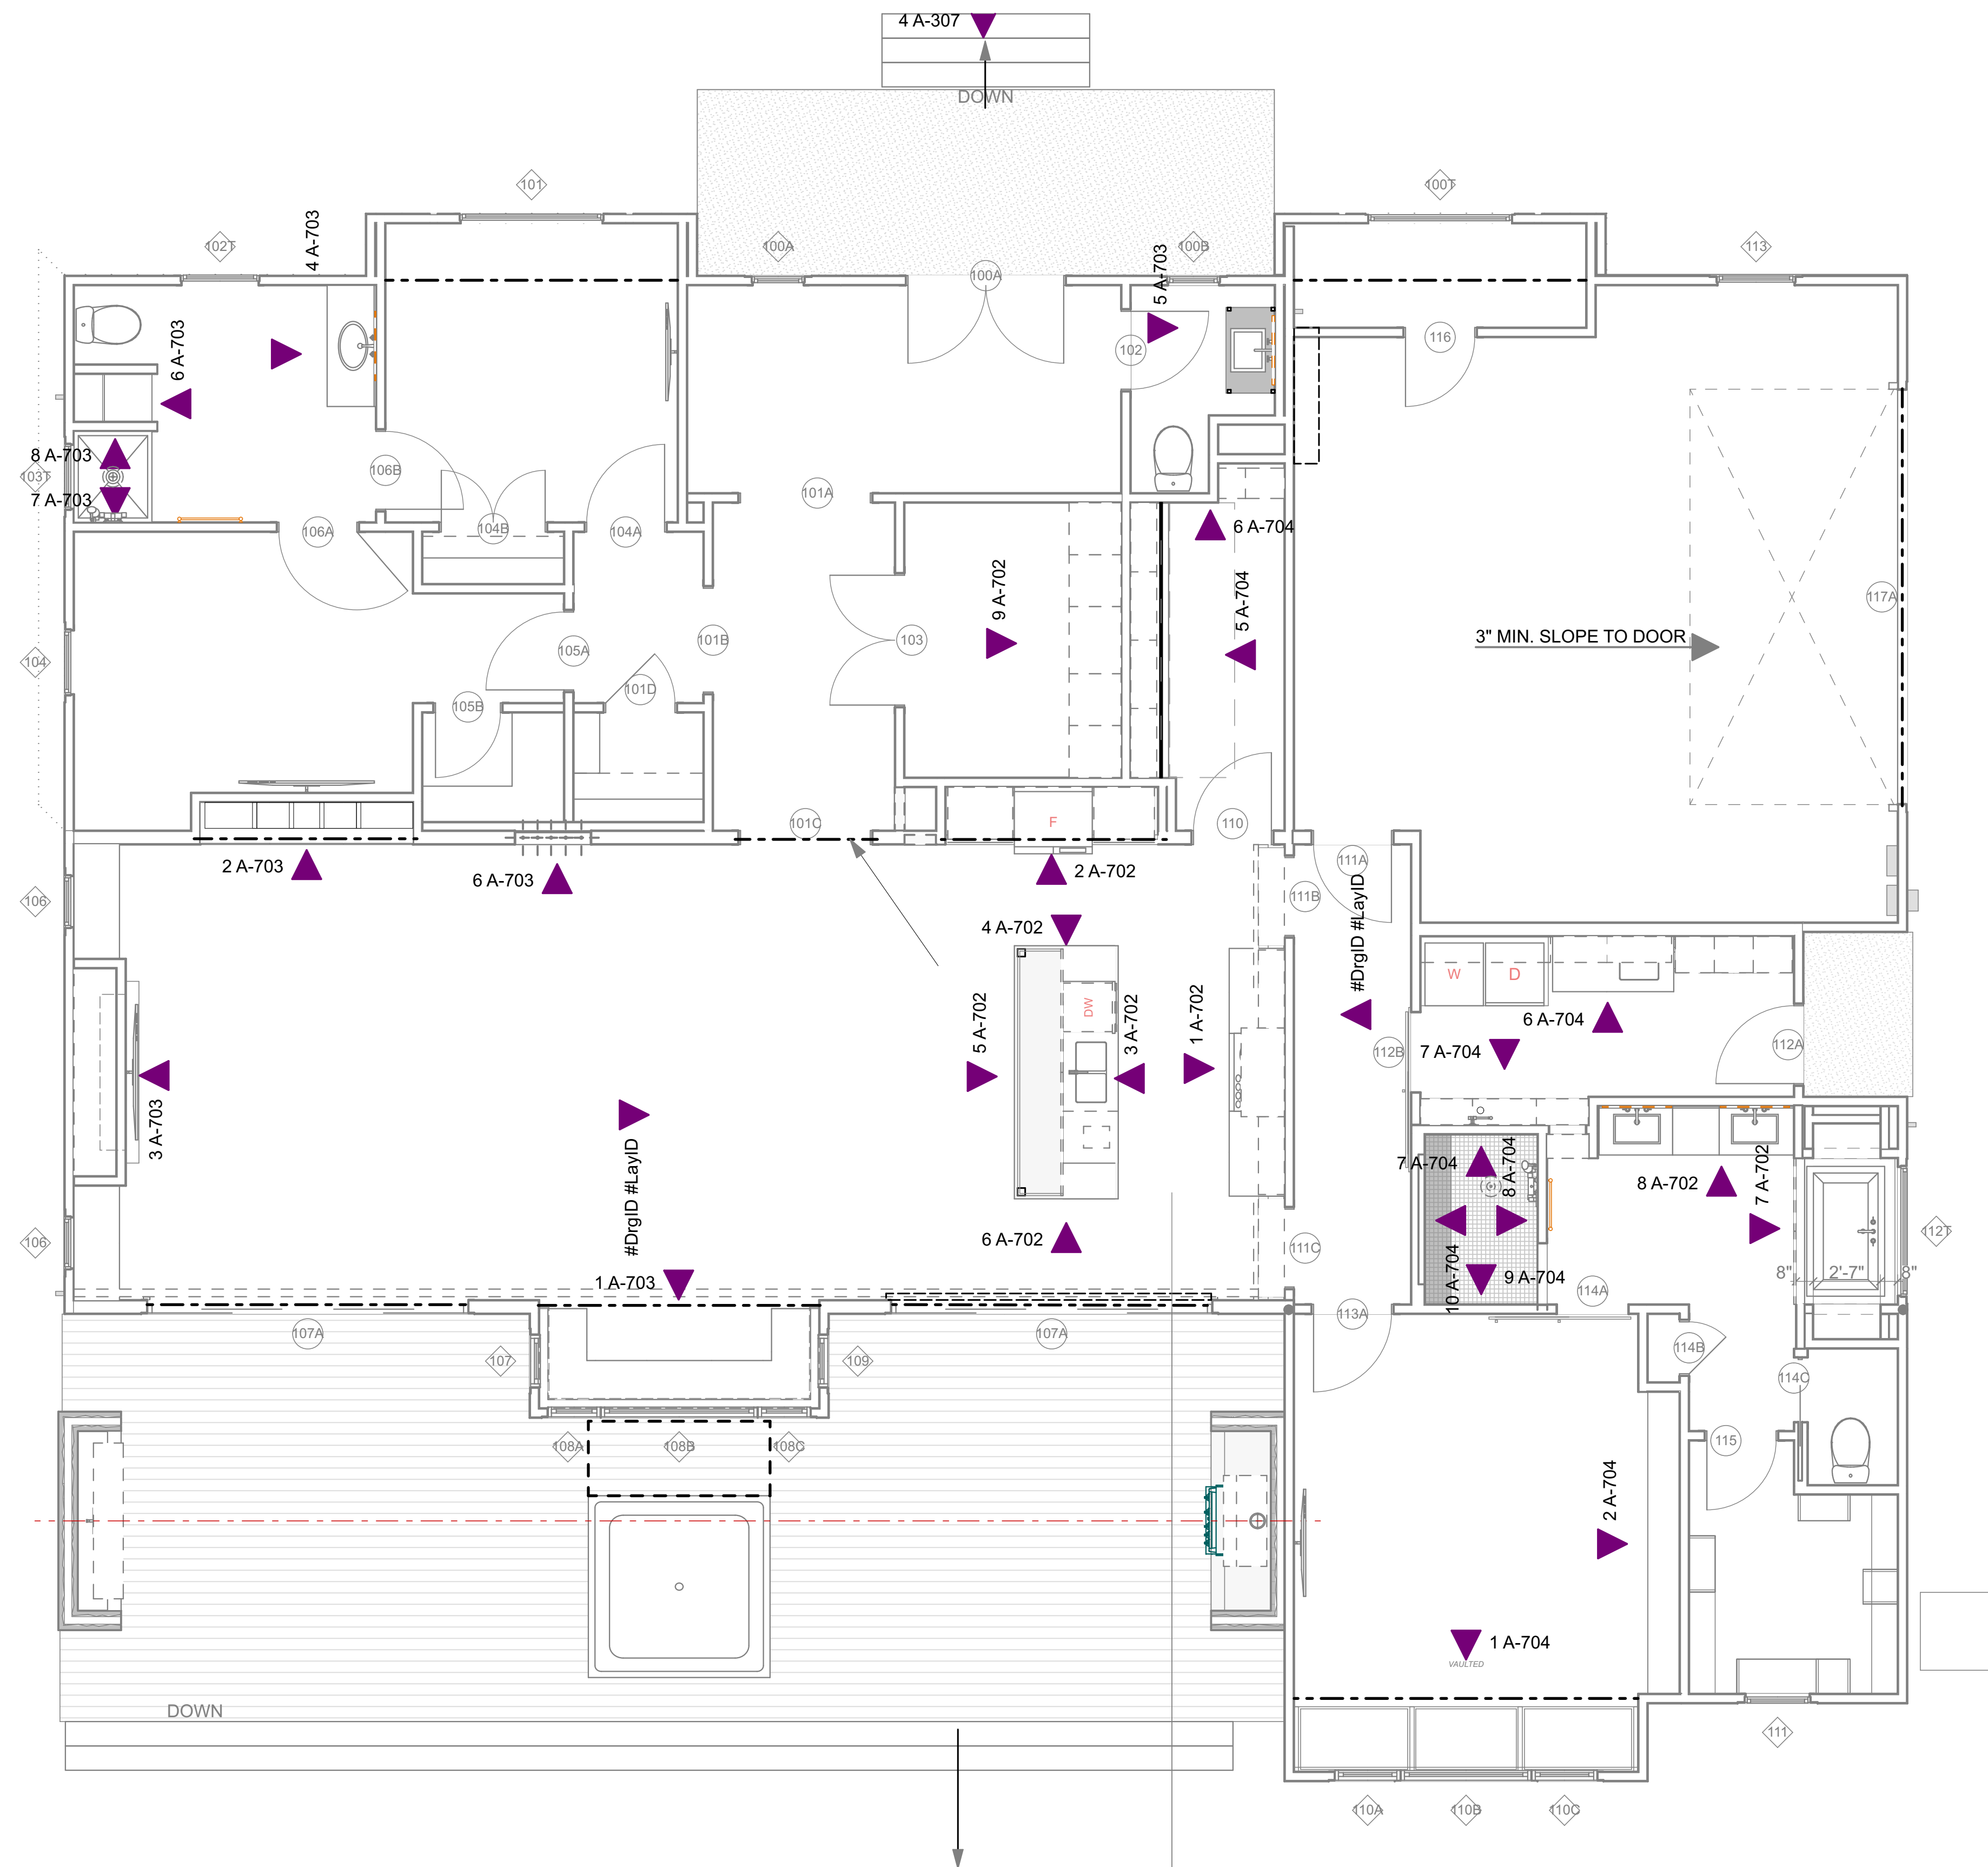 4 A-307
DOWN
101
100T
102T
4 A-703
100A
100B
113
100A
5 A-703
6 A-703
102
116
8 A-703
103T
7 A-703
106B
101A
106A
104B
104A
6 A-704
9 A-702
5 A-704
117A
3" MIN. SLOPE TO DOOR
104
105A
101B
103
101D
105B
101C
F
110
2 A-703
6 A-703
2 A-702
111A
106
111B
#DrgID #LayID
4 A-702
W
D
DW
5 A-702
3 A-702
1 A-702
6 A-704
7 A-704
112B
112A
3 A-703
#DrgID #LayID
7 A-704
8 A-704
8 A-702
7 A-702
106
6 A-702
111C
112T
1 A-703
10 A-704
9 A-704
8"
2'-7"
8"
114A
107A
107A
113A
107
109
114B
114C
108A
108B
108C
115
2 A-704
1 A-704
VAULTED
DOWN
111
110A
110B
110C